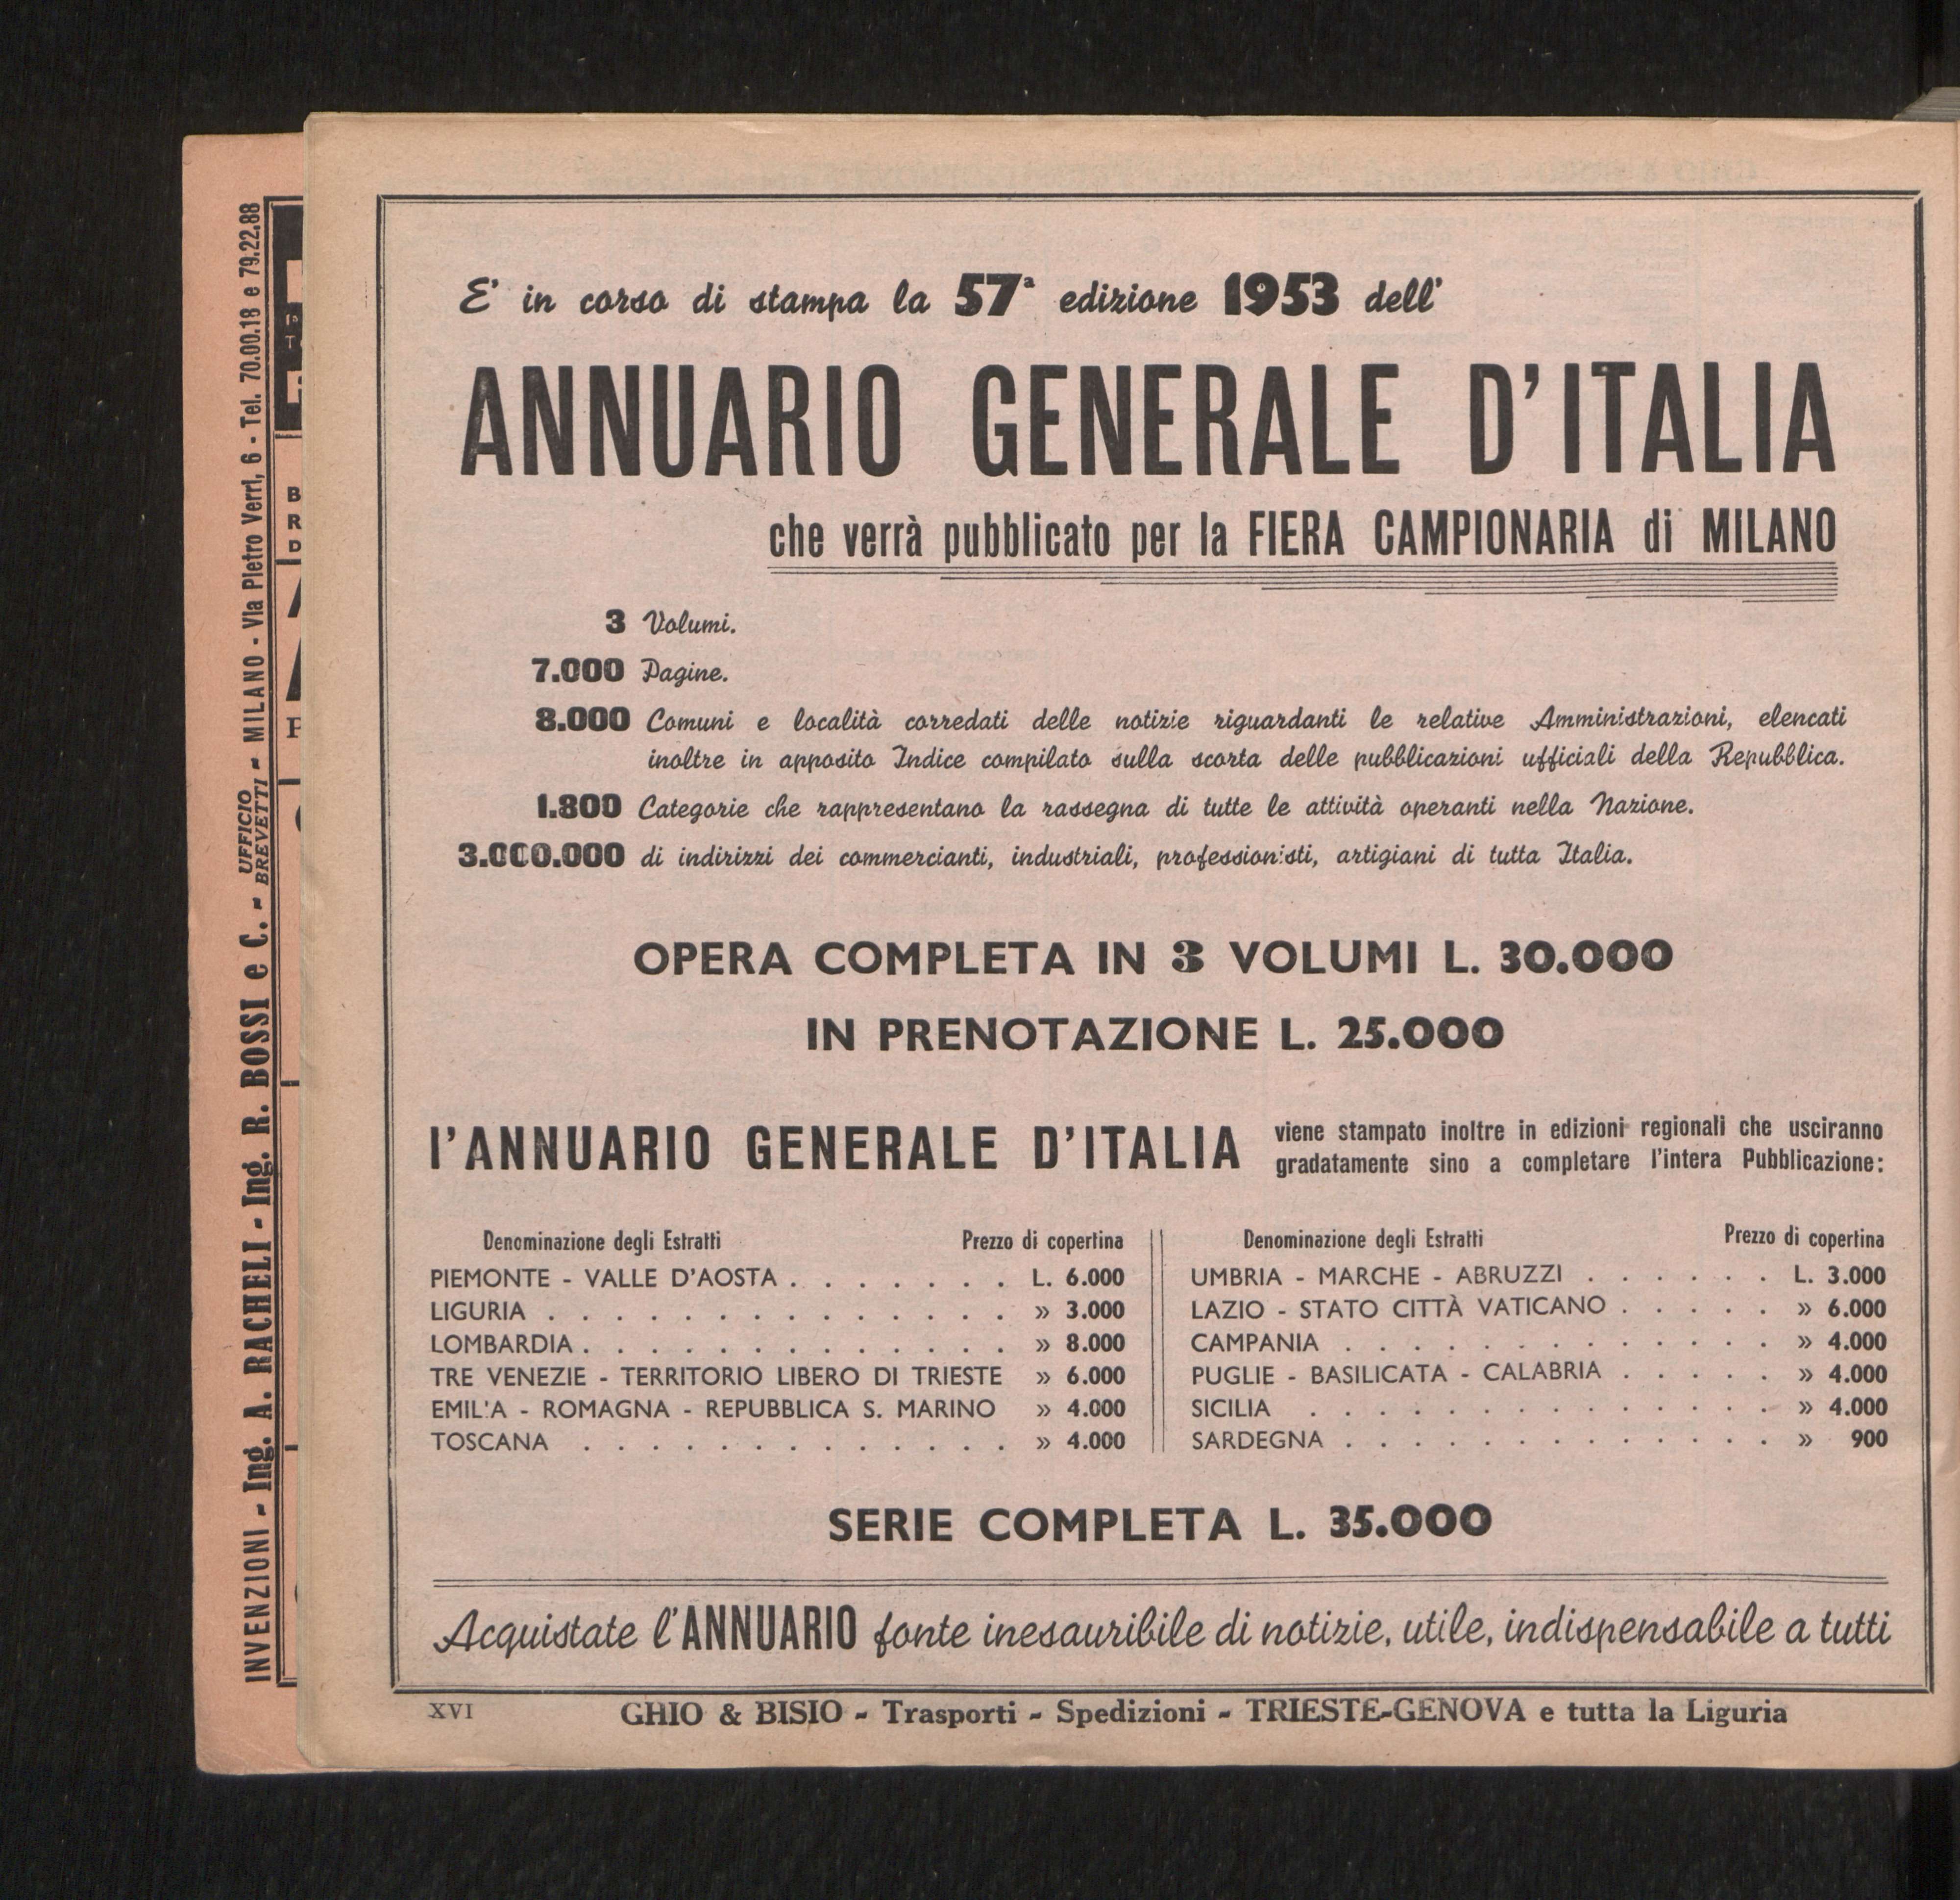 E' in corso di stampa la 57ª edizione 1953 dell'
ANNUARIO GENERALE D'ITALIA
che verrà pubblicato per la FIERA CAMPIONARIA di MILANO
3 Volumi.
7.000 Pagine.
8.000 Comuni e località corredati delle notizie riguardanti le relative Amministrazioni, elencati
inoltre in apposito Indice compilato sulla scorta delle pubblicazioni ufficiali della Repubblica.
1.800 Categorie che rappresentano la rassegna di tutte le attività operanti nella Nazione.
3.000.000 di indirizzi dei commercianti, industriali, professionisti, artigiani di tutta Italia.
OPERA COMPLETA IN 3 VOLUMI L. 30.000
IN PRENOTAZIONE L. 25.000
l'ANNUARIO GENERALE D'ITALIA
viene stampato inoltre in edizioni regionali che usciranno
gradatamente sino a completare l'intera Pubblicazione:
Denominazione degli Estratti Prezzo di copertina
PIEMONTE - VALLE D'AOSTA . . . . . . . L. 6.000
LIGURIA . . . . . . . . . . . . . . » 3.000
LOMBARDIA . . . . . . . . . . . . . » 8.000
TRE VENEZIE - TERRITORIO LIBERO DI TRIESTE » 6.000
EMIL'A - ROMAGNA - REPUBBLICA S. MARINO » 4.000
TOSCANA . . . . . . . . . . . . . » 4.000
Denominazione degli Estratti Prezzo di copertina
UMBRIA - MARCHE - ABRUZZI . . . . . . L. 3.000
LAZIO - STATO CITTÀ VATICANO . . . . . » 6.000
CAMPANIA . . . . . . . . . . . . . » 4.000
PUGLIE - BASILICATA - CALABRIA . . . . . » 4.000
SICILIA . . . . . . . . . . . . . . » 4.000
SARDEGNA . . . . . . . . . . . . . » 900
SERIE COMPLETA L. 35.000
Acquistate l'ANNUARIO fonte inesauribile di notizie, utile, indispensabile a tutti
XVI
GHIO & BISIO - Trasporti - Spedizioni - TRIESTE-GENOVA e tutta la Liguria
INVENZIONI - Ing. A. RACHELI - Ing. R. BOSSI e C. - UFFICIO BREVETTI - MILANO - Via Pietro Verri, 6 - Tel. 70.00.18 e 79.22.88